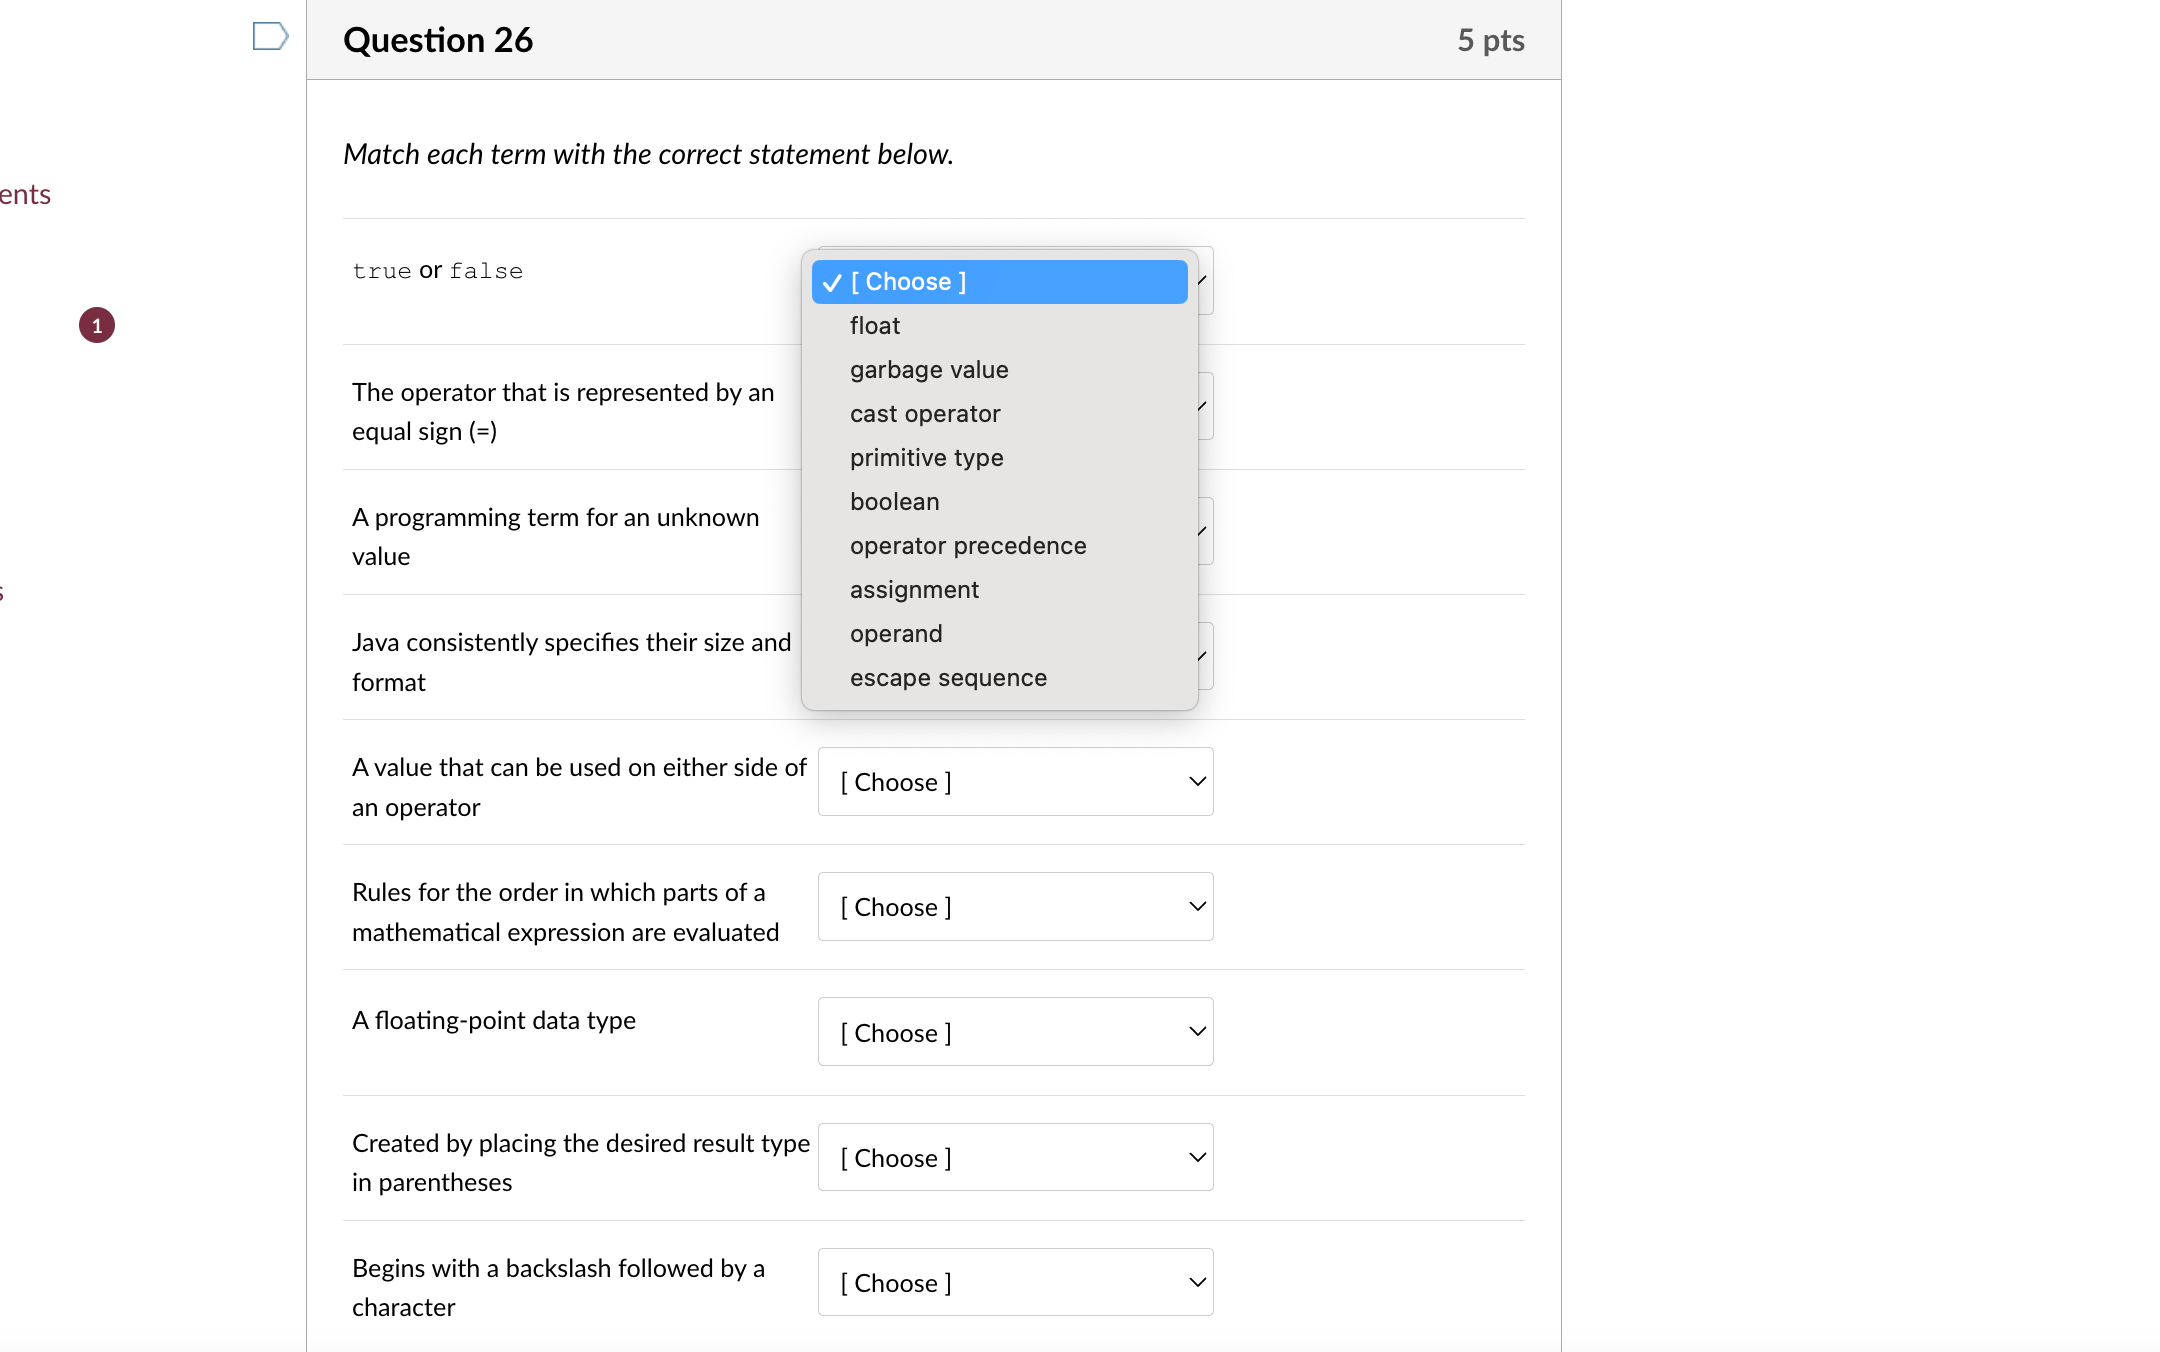 Question 26
5 pts
Match each term with the correct statement below.
ents
1
s
true or false
[ Choose ]
float
garbage value
cast operator
primitive type
boolean
operator precedence
assignment
operand
escape sequence
The operator that is represented by an
equal sign (=)
A programming term for an unknown
value
Java consistently specifies their size and
format
A value that can be used on either side of
an operator
[ Choose ]
Rules for the order in which parts of a
mathematical expression are evaluated
[ Choose ]
A floating-point data type
[ Choose ]
Created by placing the desired result type
in parentheses
[ Choose ]
Begins with a backslash followed by a
character
[ Choose ]